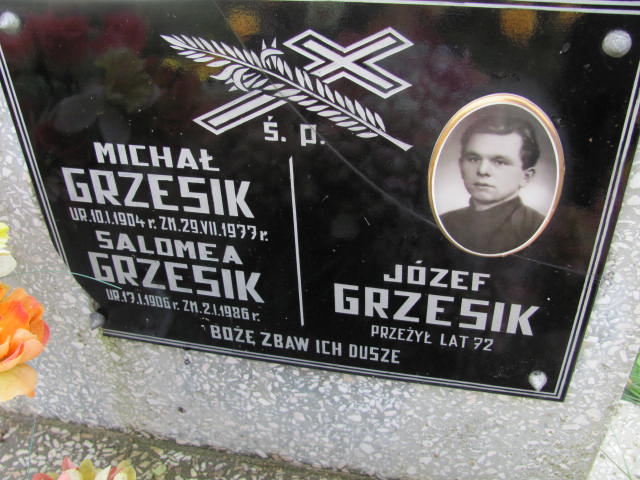 ś. p.
MICHAŁ
GRZESIK
UR. 10.I.1904 r. ZM. 29.VII.1977 r.
SALOMEA
GRZESIK
UR. 17.I.1906 r. ZM. 2.I.1986 r.
JÓZEF
GRZESIK
PRZEŻYŁ LAT 72
BOŻE ZBAW ICH DUSZE